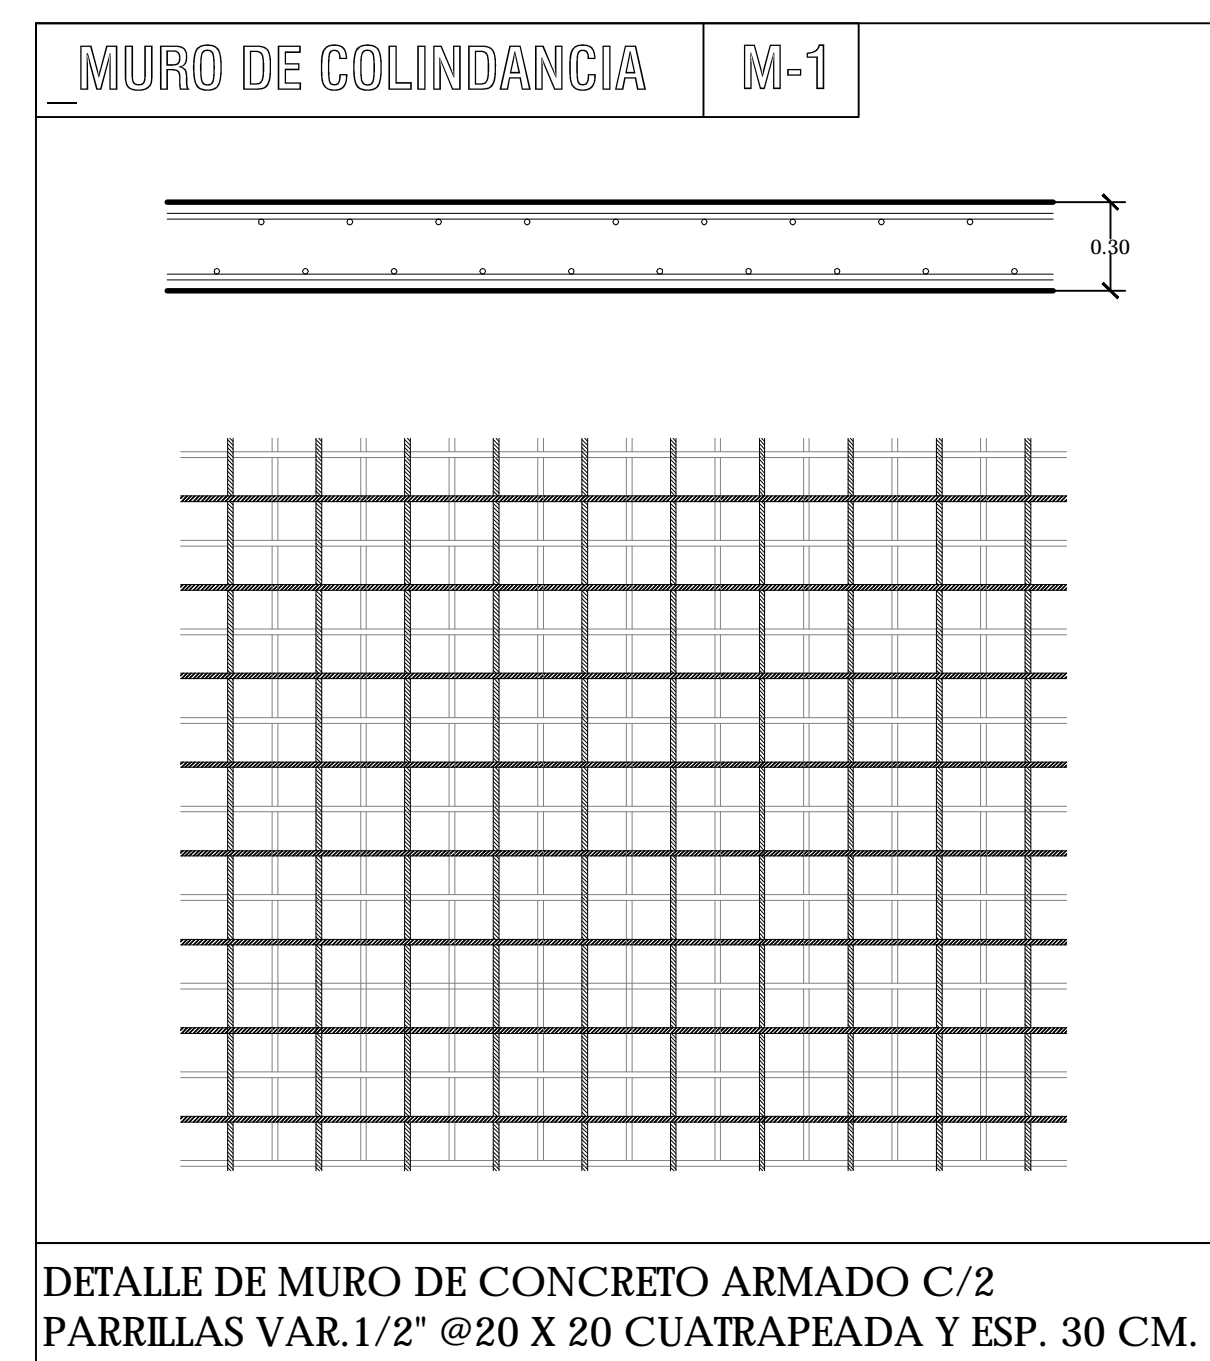 MURO DE COLINDANCIA
M-1
0.30
DETALLE DE MURO DE CONCRETO ARMADO C/2
PARRILLAS VAR.1/2" @20 X 20 CUATRAPEADA Y ESP. 30 CM.